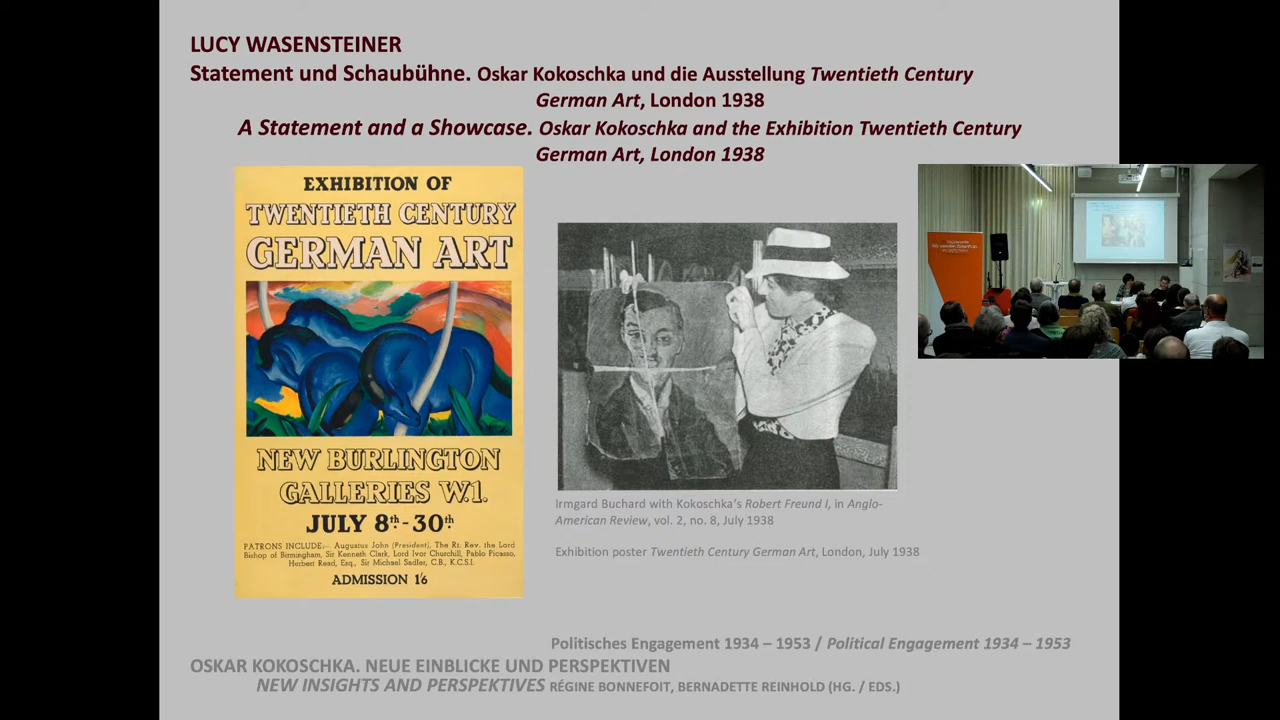 LUCY WASENSTEINER
Statement und Schaubühne. Oskar Kokoschka und die Ausstellung Twentieth Century
German Art, London 1938
A Statement and a Showcase. Oskar Kokoschka and the Exhibition Twentieth Century
German Art, London 1938
EXHIBITION OF
TWENTIETH CENTURY
GERMAN ART
NEW BURLINGTON
GALLERIES W.1.
JULY 8th - 30th
PATRONS INCLUDE:- Augustus John (President), The Rt. Rev. the Lord
Bishop of Birmingham, Sir Kenneth Clark, Lord Ivor Churchill, Pablo Picasso,
Herbert Read, Esq., Sir Michael Sadler, C.B., K.C.S.I.
ADMISSION 1/6
Irmgard Buchard with Kokoschka's Robert Freund I, in Anglo-
American Review, vol. 2, no. 8, July 1938
Exhibition poster Twentieth Century German Art, London, July 1938
Politisches Engagement 1934 – 1953 / Political Engagement 1934 – 1953
OSKAR KOKOSCHKA. NEUE EINBLICKE UND PERSPEKTIVEN
NEW INSIGHTS AND PERSPEKTIVES RÉGINE BONNEFOIT, BERNADETTE REINHOLD (HG. / EDS.)